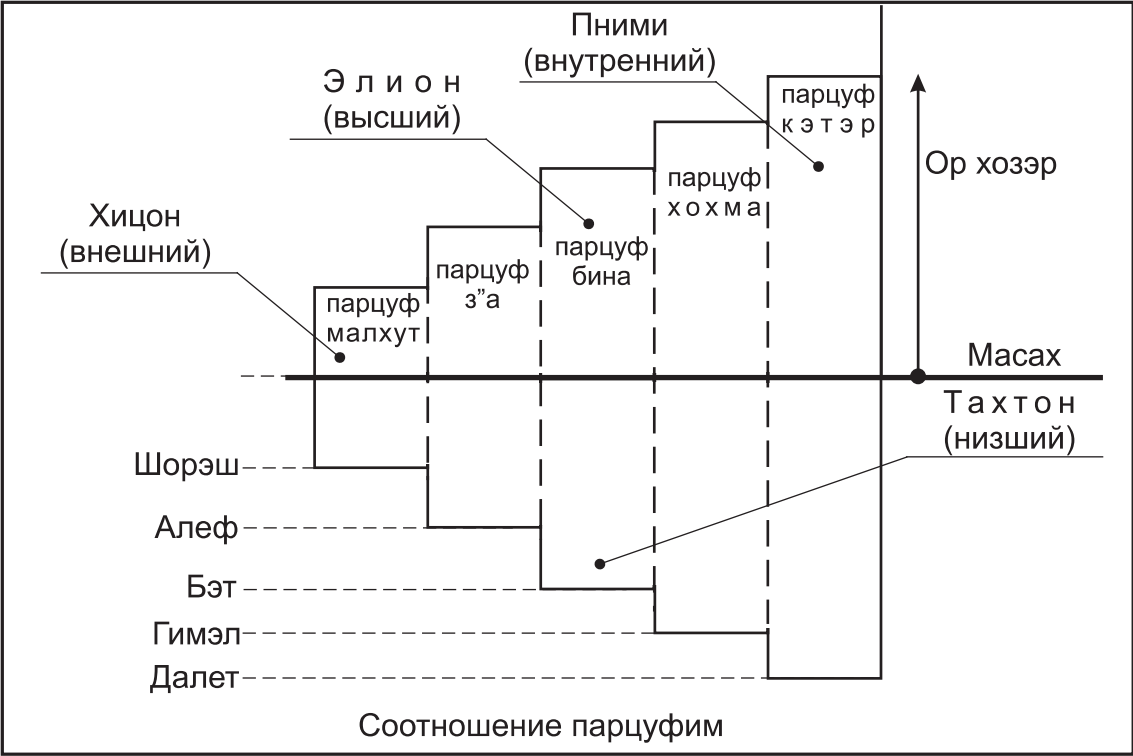 Пними
(внутренний)
Элион
(высший)
парцуф
кэтэр
Ор хозэр
парцуф
хохма
Хицон
(внешний)
парцуф
бина
парцуф
з”а
парцуф
малхут
Масах
Тахтон
(низший)
Шорэш
Алеф
Бэт
Гимэл
Далет
Соотношение парцуфим